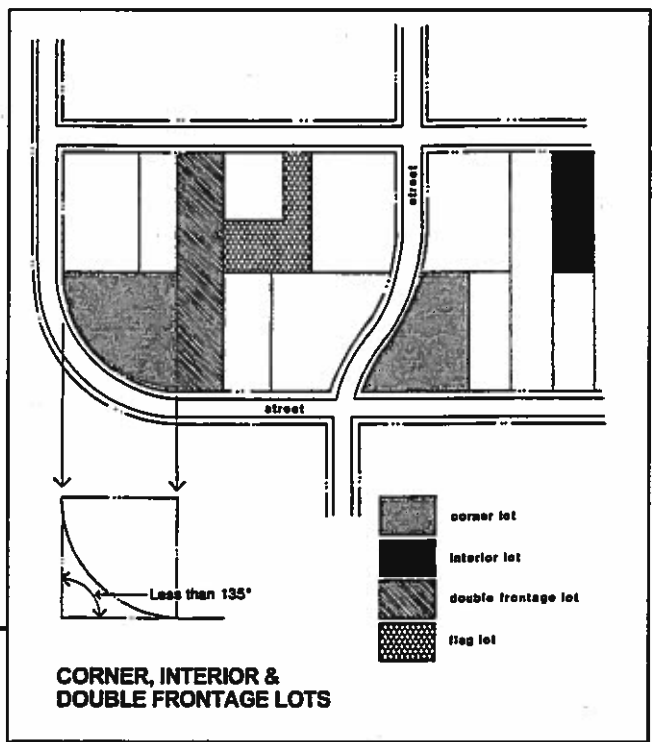 street
street
Less than 135°
corner lot
interior lot
double frontage lot
flag lot
CORNER, INTERIOR &
DOUBLE FRONTAGE LOTS